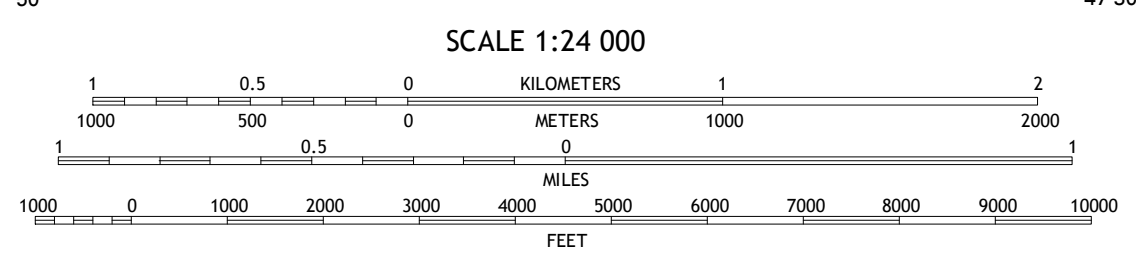 SCALE 1:24 000
1 0.5 0 KILOMETERS 1 2
1000 500 0 METERS 1000 2000
1 0.5 0 1
MILES
1000 0 1000 2000 3000 4000 5000 6000 7000 8000 9000 10000
FEET